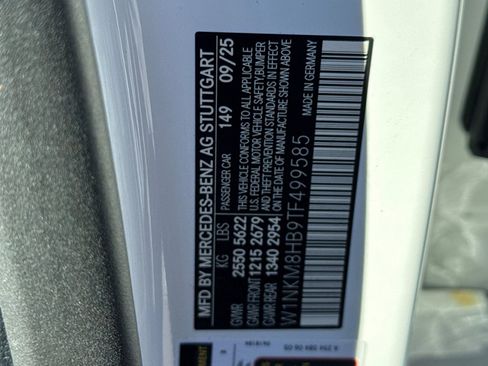 MFD BY MERCEDES-BENZ AG STUTTGART
PASSENGER CAR 149 09/25
KG LBS
GVWR 2550 5622
GAWR FRONT 1215 2679
GAWR REAR 1340 2954
THIS VEHICLE CONFORMS TO ALL APPLICABLE
U.S. FEDERAL MOTOR VEHICLE SAFETY, BUMPER
AND THEFT PREVENTION STANDARDS IN EFFECT
ON DATE OF MANUFACTURE SHOWN ABOVE
W1NKM8HB9TF499585
MADE IN GERMANY